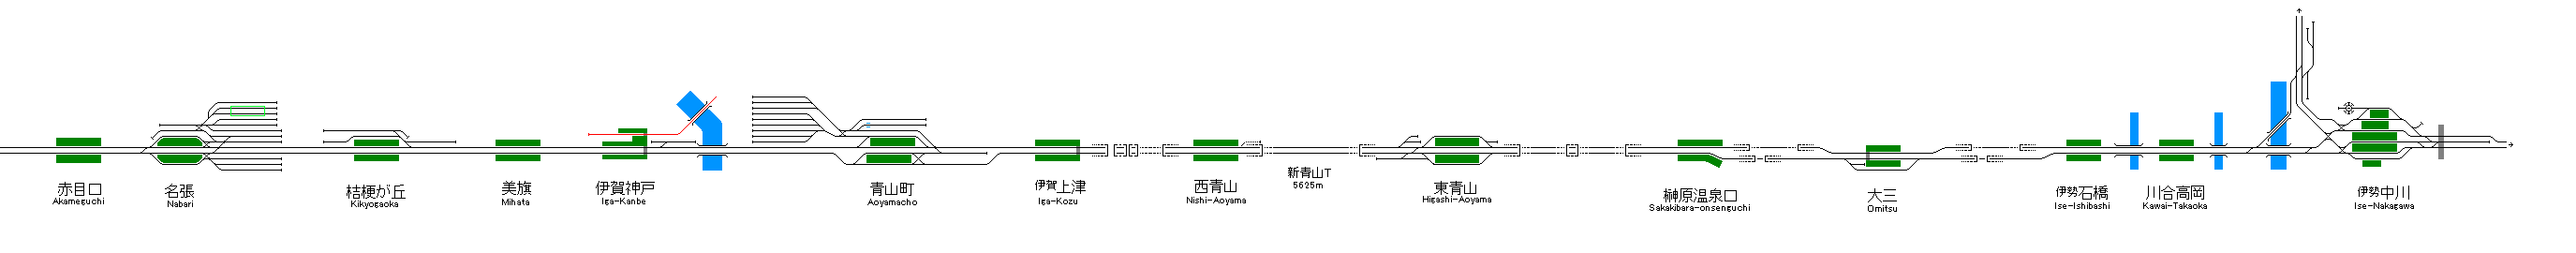 赤目口
Akameguchi
名張
Nabari
桔梗が丘
Kikyogaoka
美旗
Mihata
伊賀神戸
Iga-Kanbe
青山町
Aoyamacho
伊賀上津
Iga-Kozu
西青山
Nishi-Aoyama
新青山T
5625m
東青山
Higashi-Aoyama
榊原温泉口
Sakakibara-onsenguchi
大三
Omitsu
伊勢石橋
Ise-Ishibashi
川合高岡
Kawai-Takaoka
伊勢中川
Ise-Nakagawa